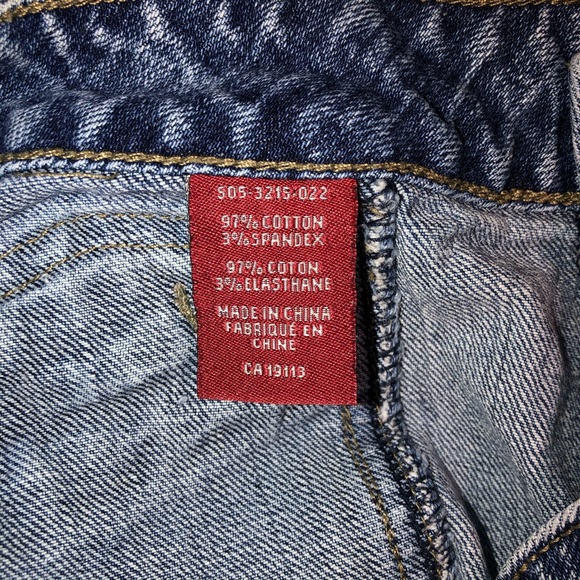 505-3215-022
97% COTTON
3% SPANDEX
97% COTON
3% ELASTHANE
MADE IN CHINA
FABRIQUÉ EN
CHINE
CA 19113